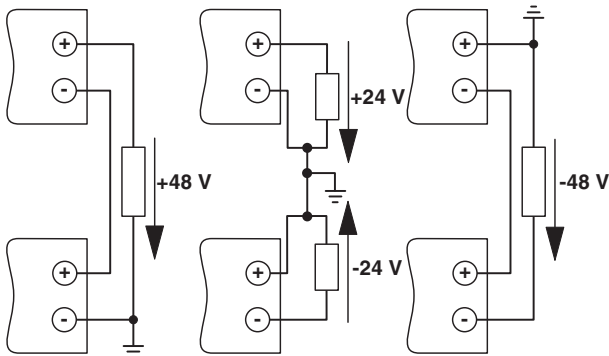 + + +
- - -
+24 V
+48 V
-48 V
+ + +
-24 V
- - -